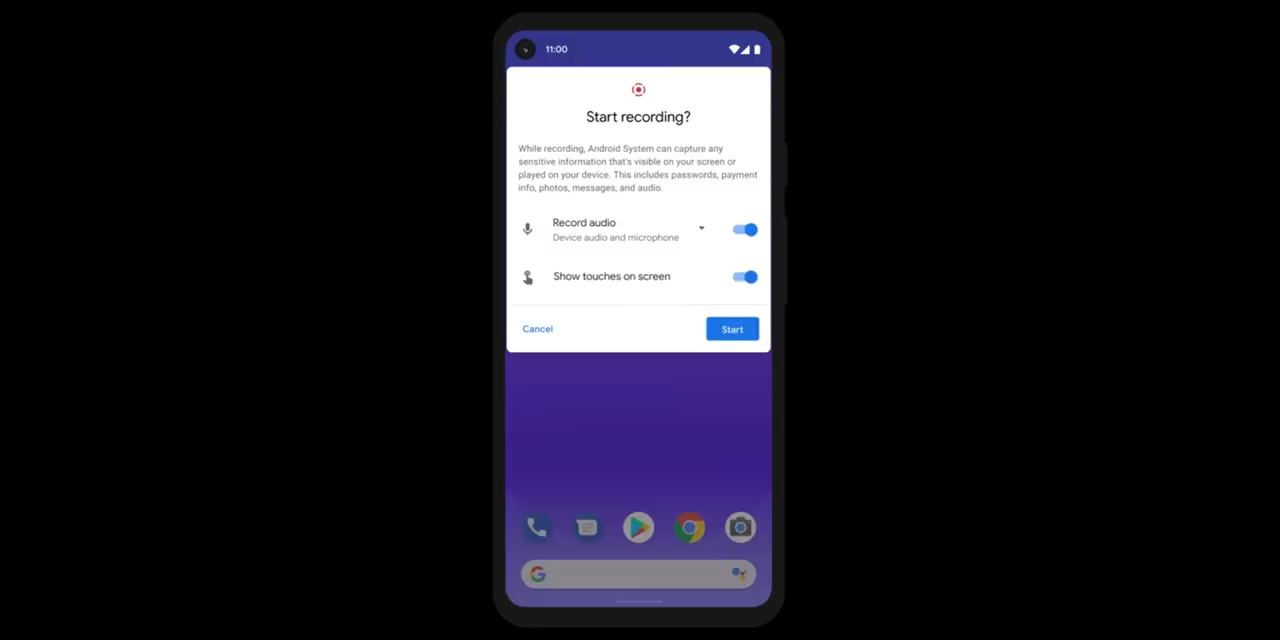 11:00
Start recording?
While recording, Android System can capture any
sensitive information that's visible on your screen or
played on your device. This includes passwords, payment
info, photos, messages, and audio.
Record audio
Device audio and microphone
Show touches on screen
Cancel
Start